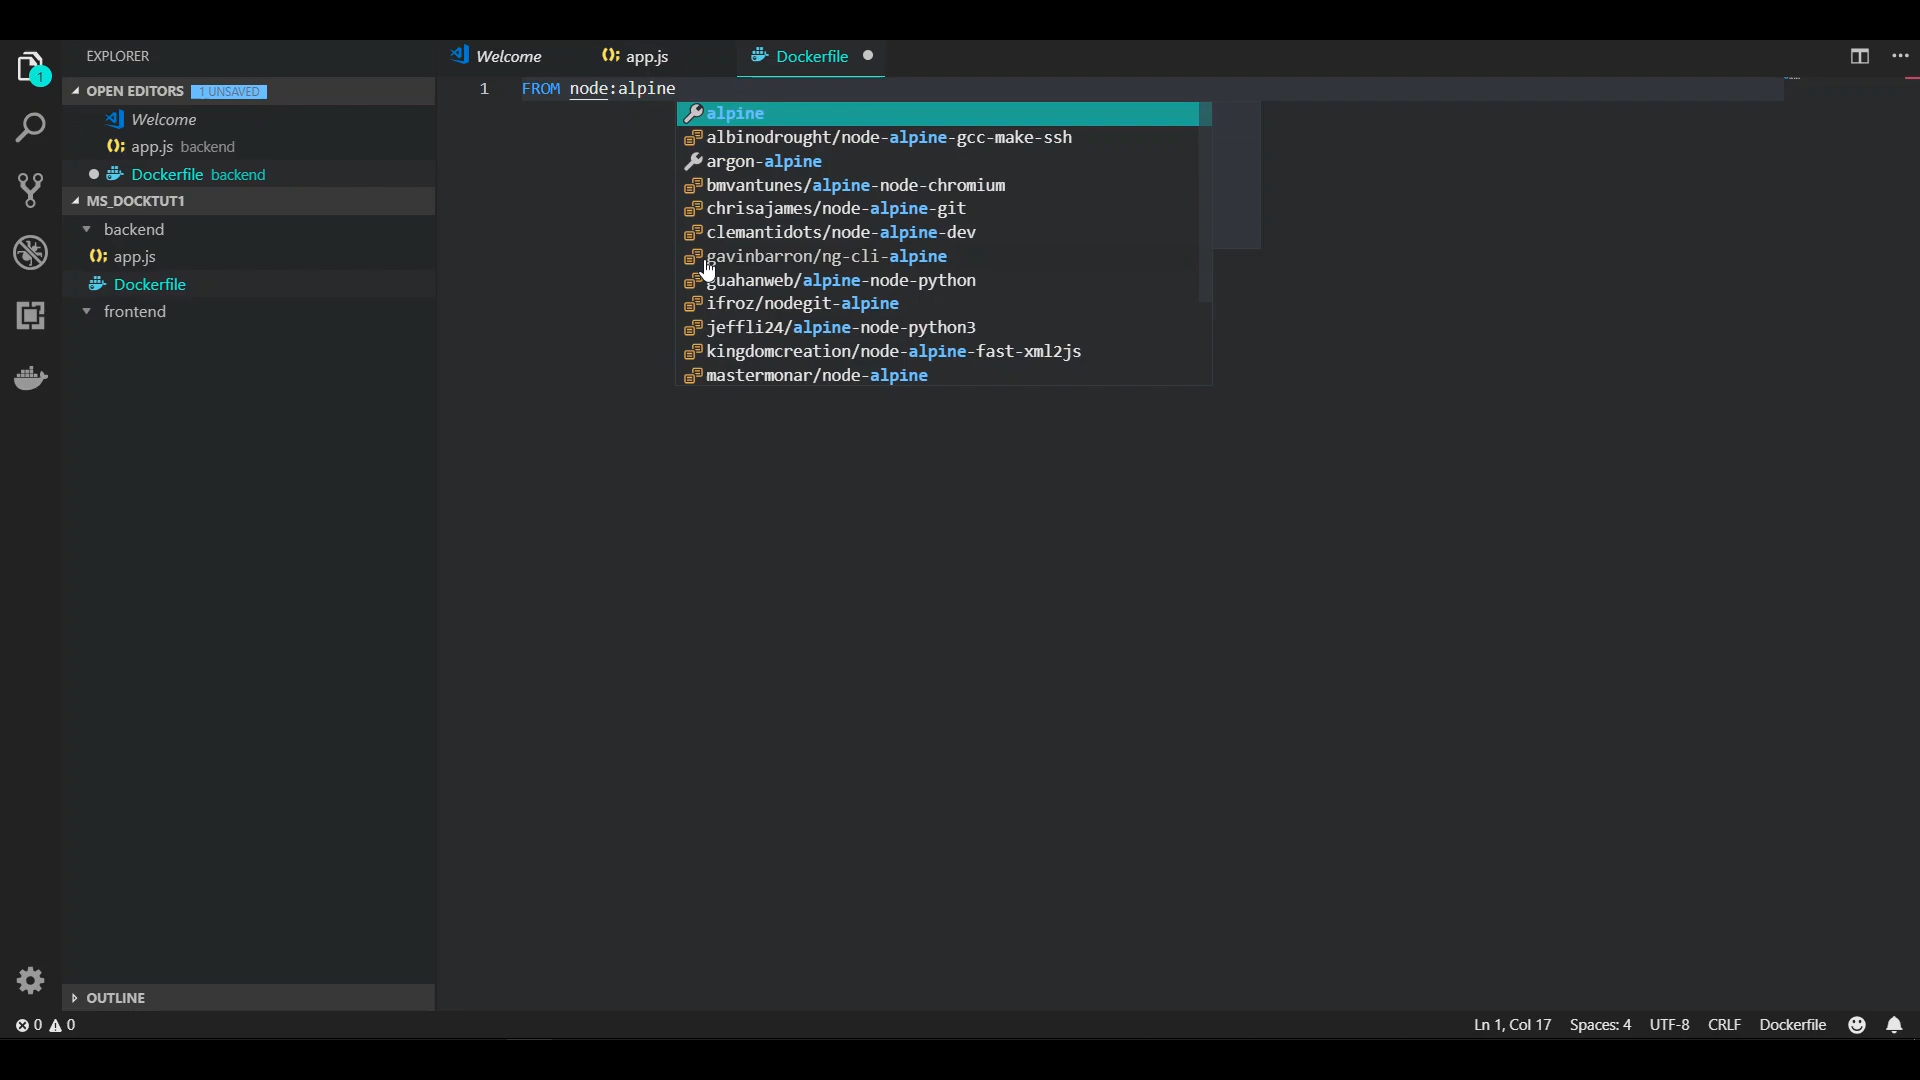 EXPLORER
OPEN EDITORS 1 UNSAVED
Welcome
app.js backend
Dockerfile backend
MS_DOCKTUT1
backend
app.js
Dockerfile
frontend
OUTLINE
1
Welcome
app.js
Dockerfile
1 FROM node:alpine
alpine
albinodrought/node-alpine-gcc-make-ssh
argon-alpine
bmvantunes/alpine-node-chromium
chrisajames/node-alpine-git
clemantidots/node-alpine-dev
gavinbarron/ng-cli-alpine
guahanweb/alpine-node-python
ifroz/nodegit-alpine
jeffli24/alpine-node-python3
kingdomcreation/node-alpine-fast-xml2js
mastermonar/node-alpine
0 0
Ln 1, Col 17 Spaces: 4 UTF-8 CRLF Dockerfile